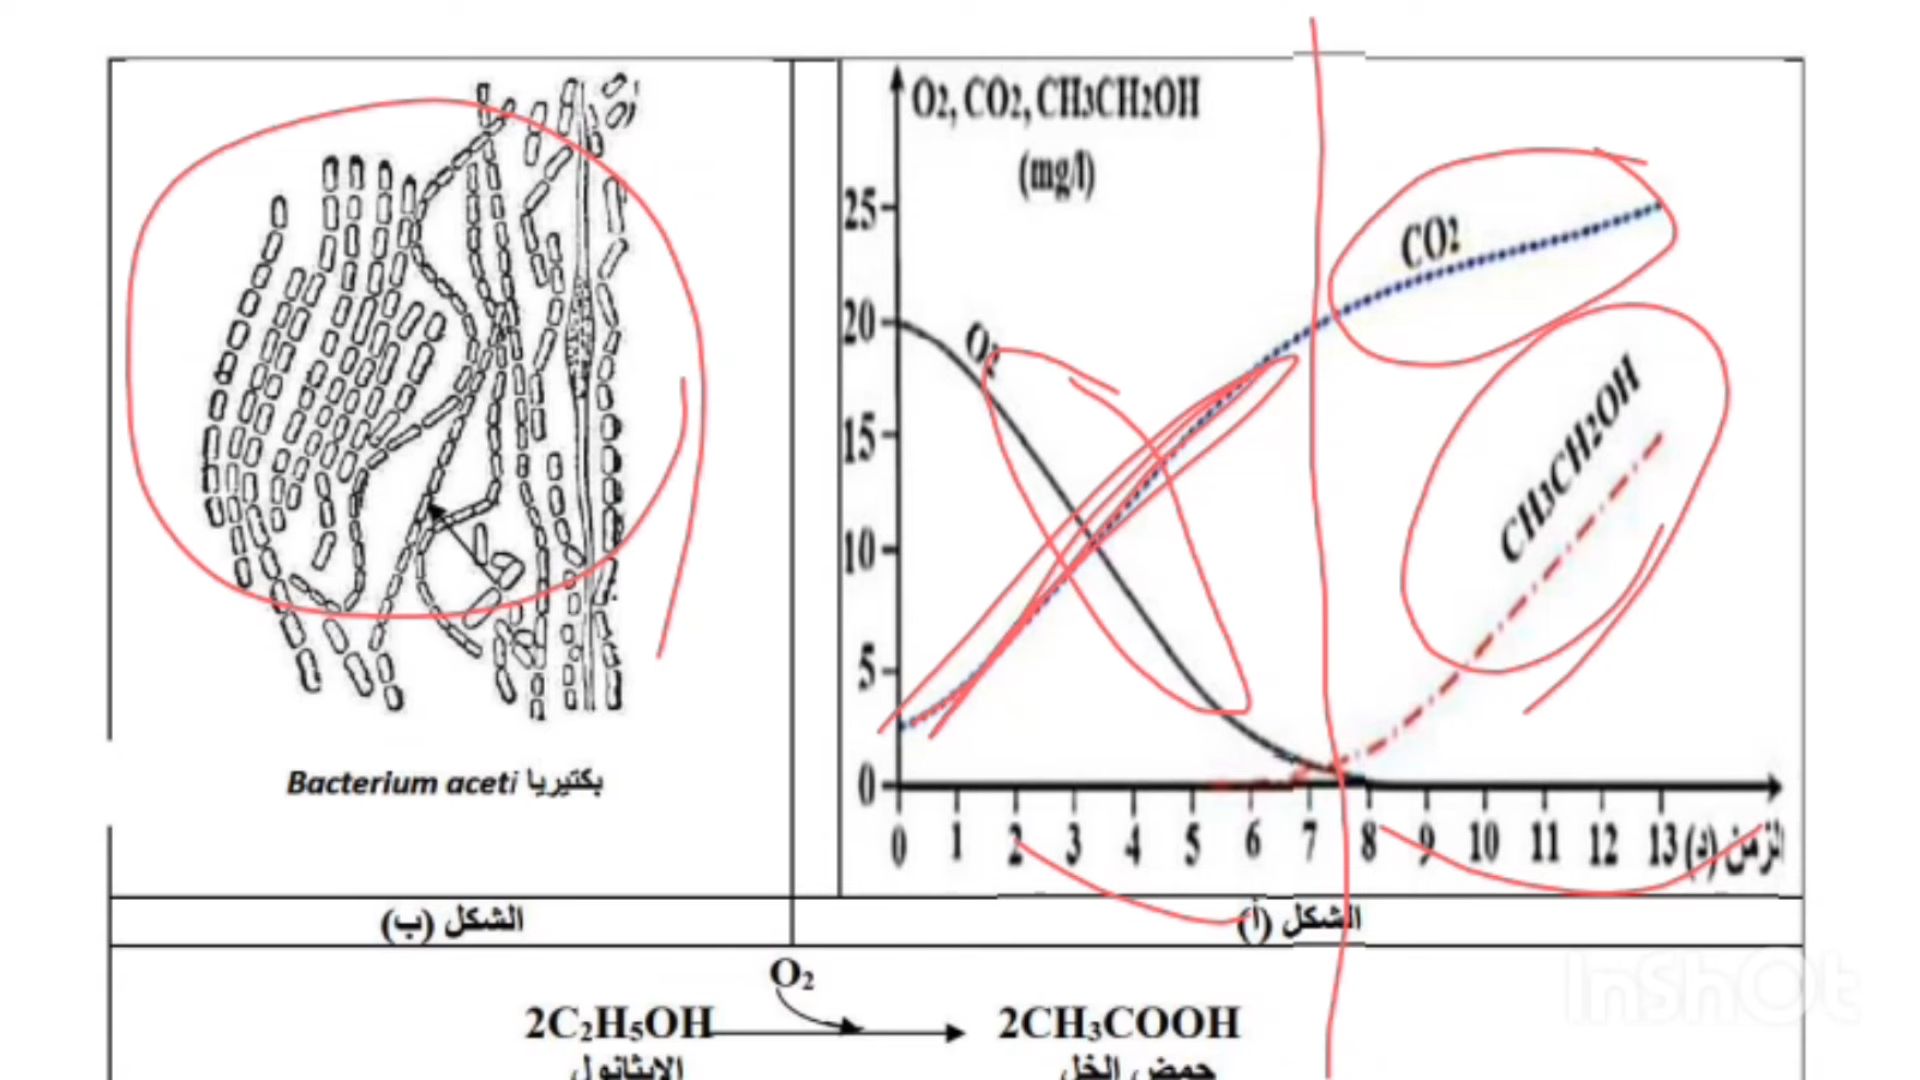 O2, CO2, CH3CH2OH
(mg/l)
25
20
15
10
5
0
O2
CO2
CH3CH2OH
0 1 2 3 4 5 6 7 8 9 10 11 12 13 الزمن (د)
بكتيريا Bacterium aceti
الشكل (أ)
الشكل (ب)
O2
2C2H5OH 2CH3COOH
الإيثانول حمض الخل
InShOt